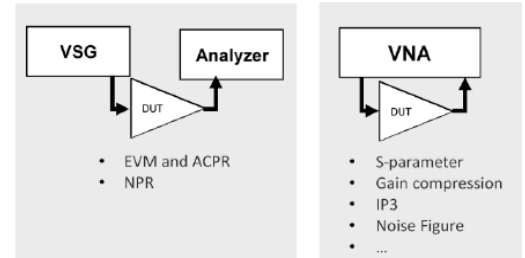 VSG
Analyzer
DUT
• EVM and ACPR
• NPR
VNA
DUT
• S-parameter
• Gain compression
• IP3
• Noise Figure
• ...